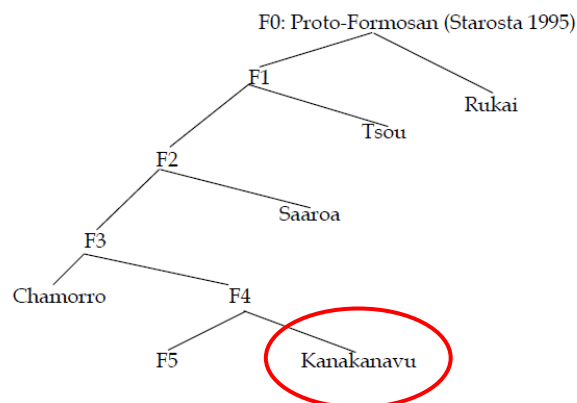 F0: Proto-Formosan (Starosta 1995)
F1
Rukai
Tsou
F2
Saaroa
F3
Chamorro
F4
F5
Kanakanavu